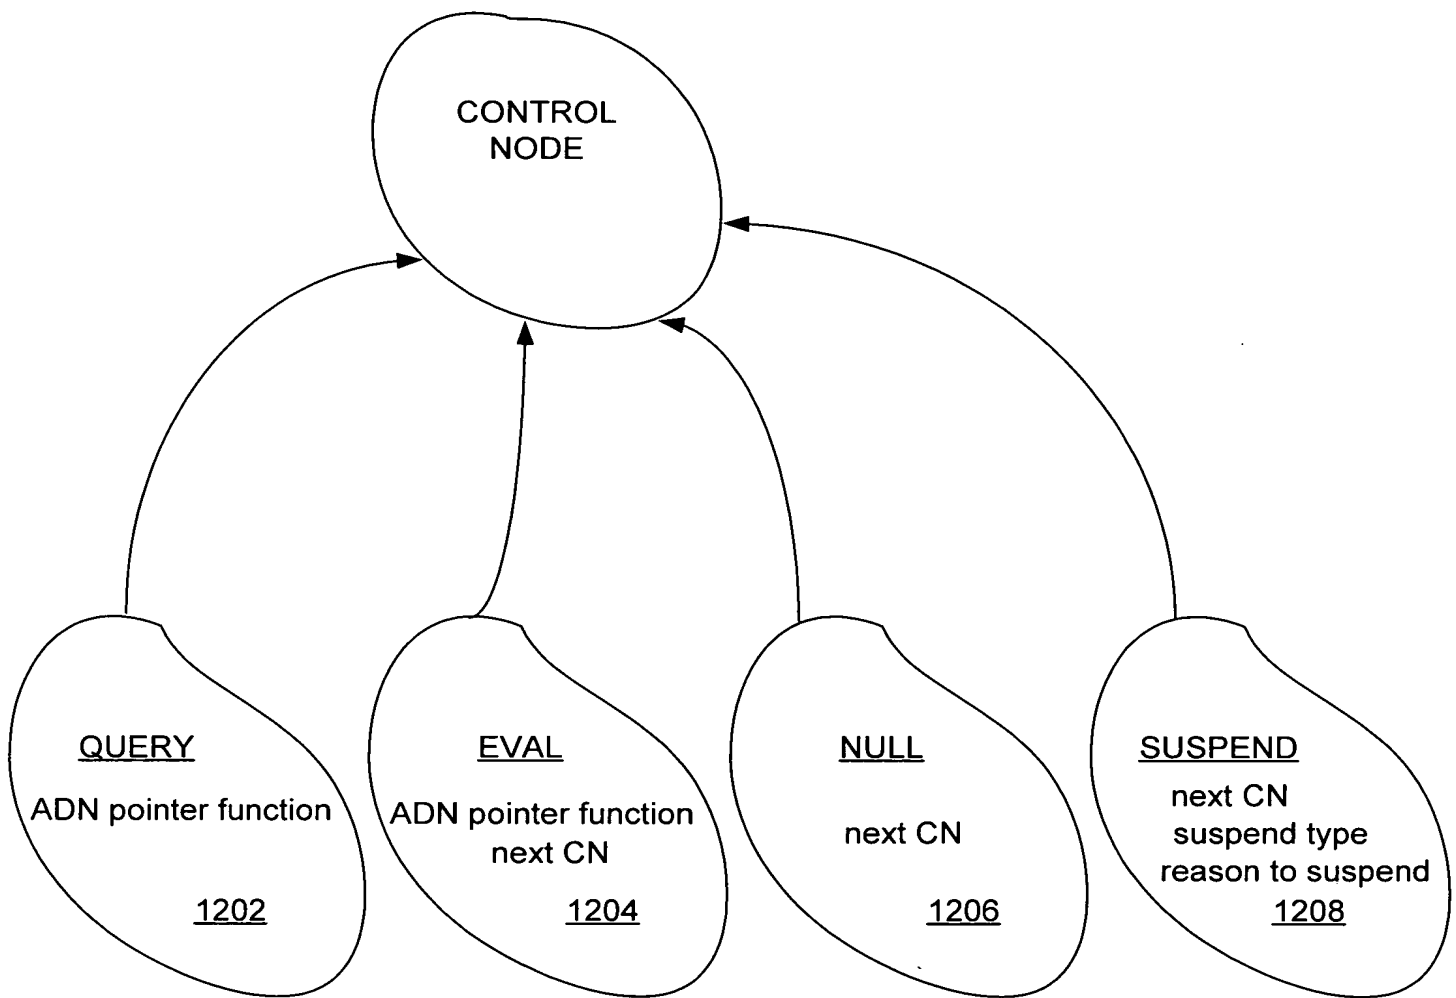 CONTROL
NODE
QUERY
ADN pointer function
1202
EVAL
ADN pointer function
next CN
1204
NULL
next CN
1206
SUSPEND
next CN
suspend type
reason to suspend
1208